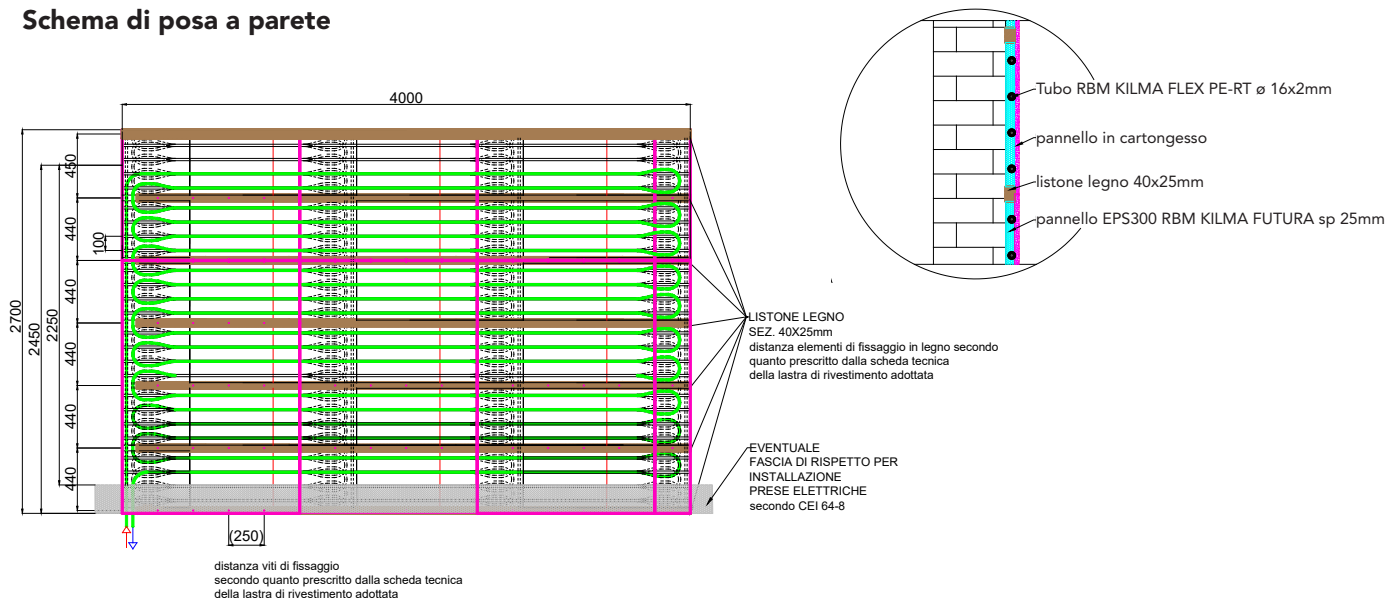 Schema di posa a parete
4000
2700
2450
2250
450
440
100
440
440
440
440
440
(250)
distanza viti di fissaggio
secondo quanto prescritto dalla scheda tecnica
della lastra di rivestimento adottata
LISTONE LEGNO
SEZ. 40X25mm
distanza elementi di fissaggio in legno secondo
quanto prescritto dalla scheda tecnica
della lastra di rivestimento adottata
EVENTUALE
FASCIA DI RISPETTO PER
INSTALLAZIONE
PRESE ELETTRICHE
secondo CEI 64-8
Tubo RBM KILMA FLEX PE-RT ø 16x2mm
pannello in cartongesso
listone legno 40x25mm
pannello EPS300 RBM KILMA FUTURA sp 25mm